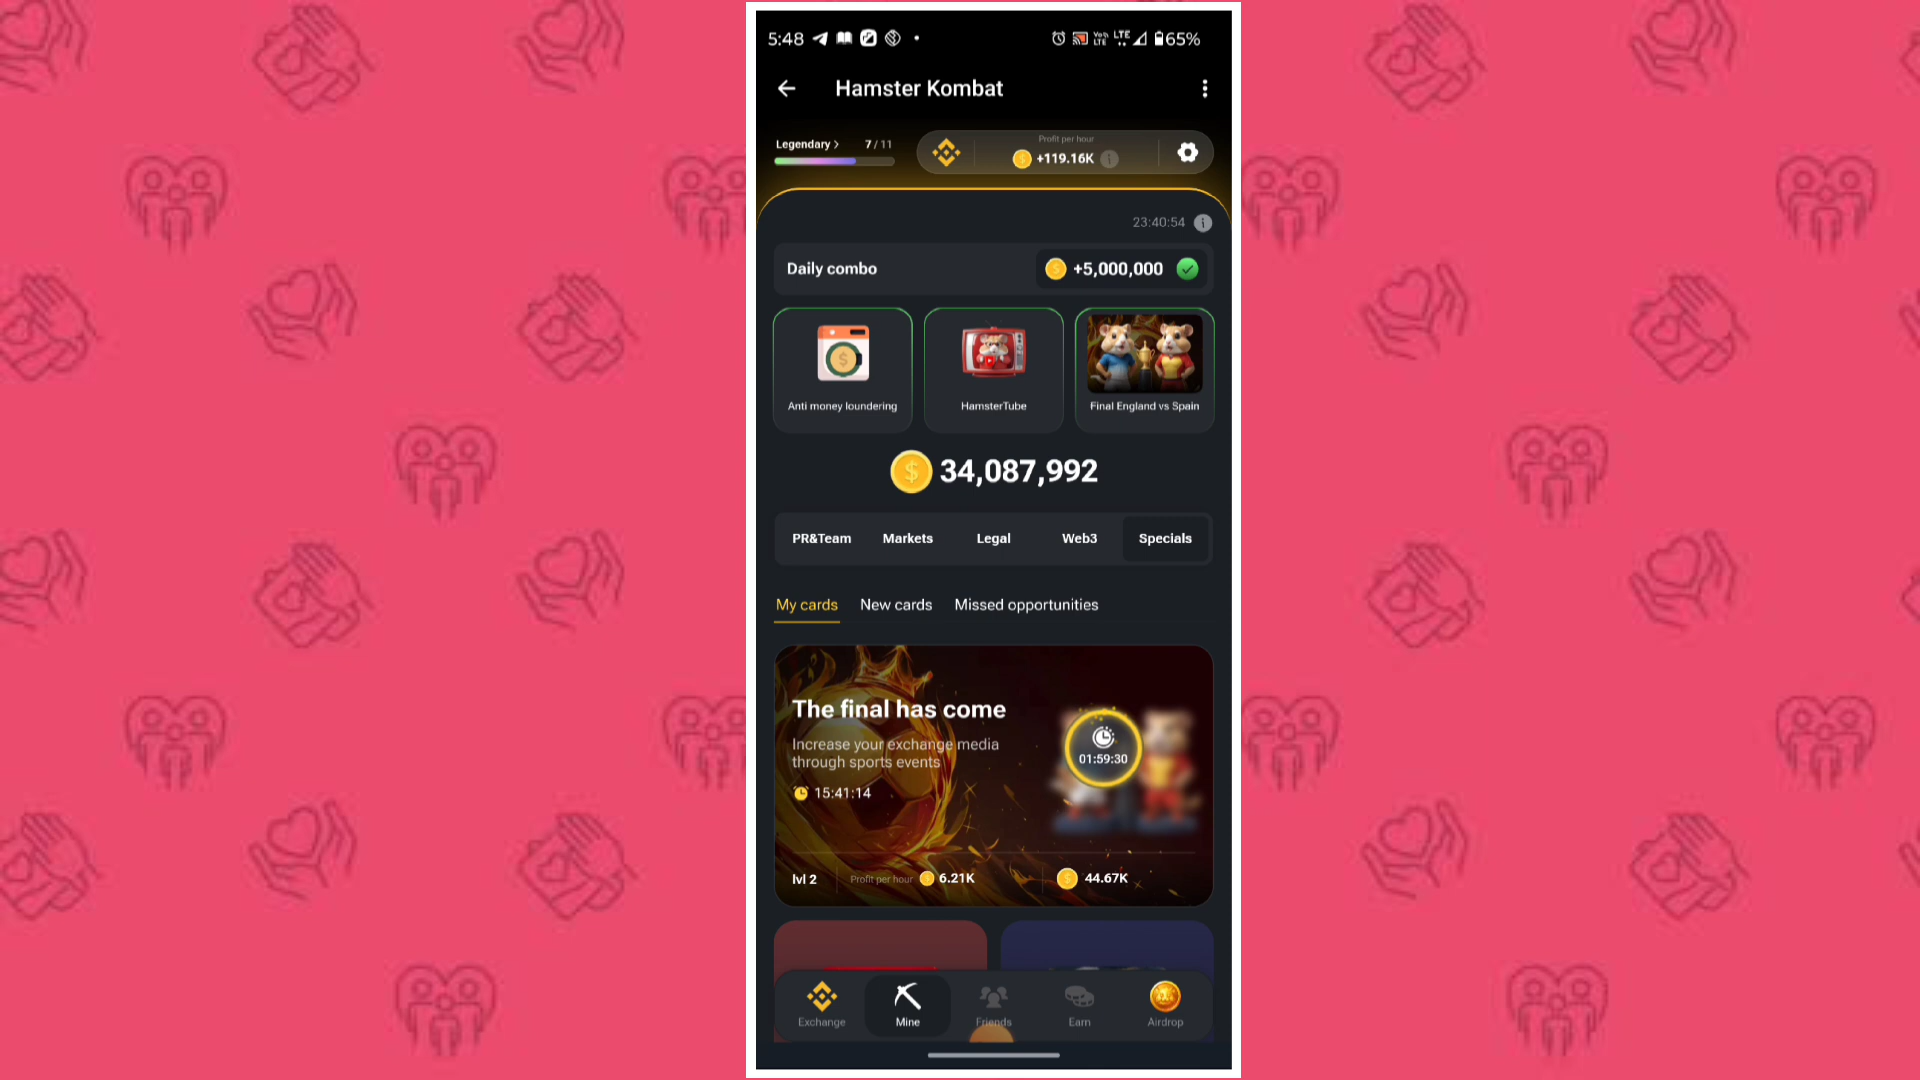 5:48
VoLTE LTE 65%
Hamster Kombat
Legendary > 7 / 11
Profit per hour
+119.16K
23:40:54
Daily combo +5,000,000
Anti money loundering HamsterTube Final England vs Spain
34,087,992
PR&Team Markets Legal Web3 Specials
My cards New cards Missed opportunities
The final has come
Increase your exchange media
through sports events
01:59:30
15:41:14
lvl 2 Profit per hour 6.21K 44.67K
Exchange Mine Friends Earn Airdrop